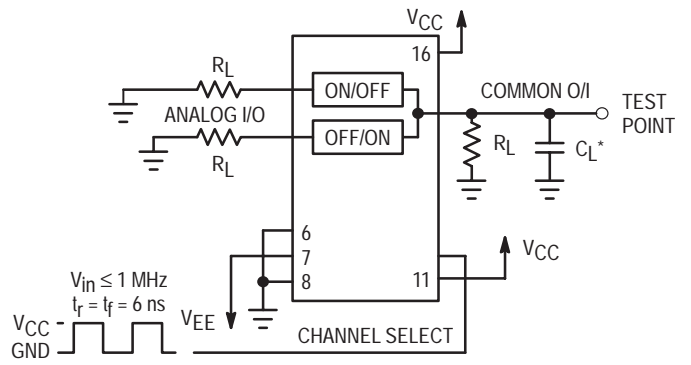 VCC
16
RL
ON/OFF
COMMON O/I
TEST
POINT
ANALOG I/O
OFF/ON
RL
RL
CL*
6
7
8
11
VCC
Vin ≤ 1 MHz
tr = tf = 6 ns
VEE
VCC
GND
CHANNEL SELECT